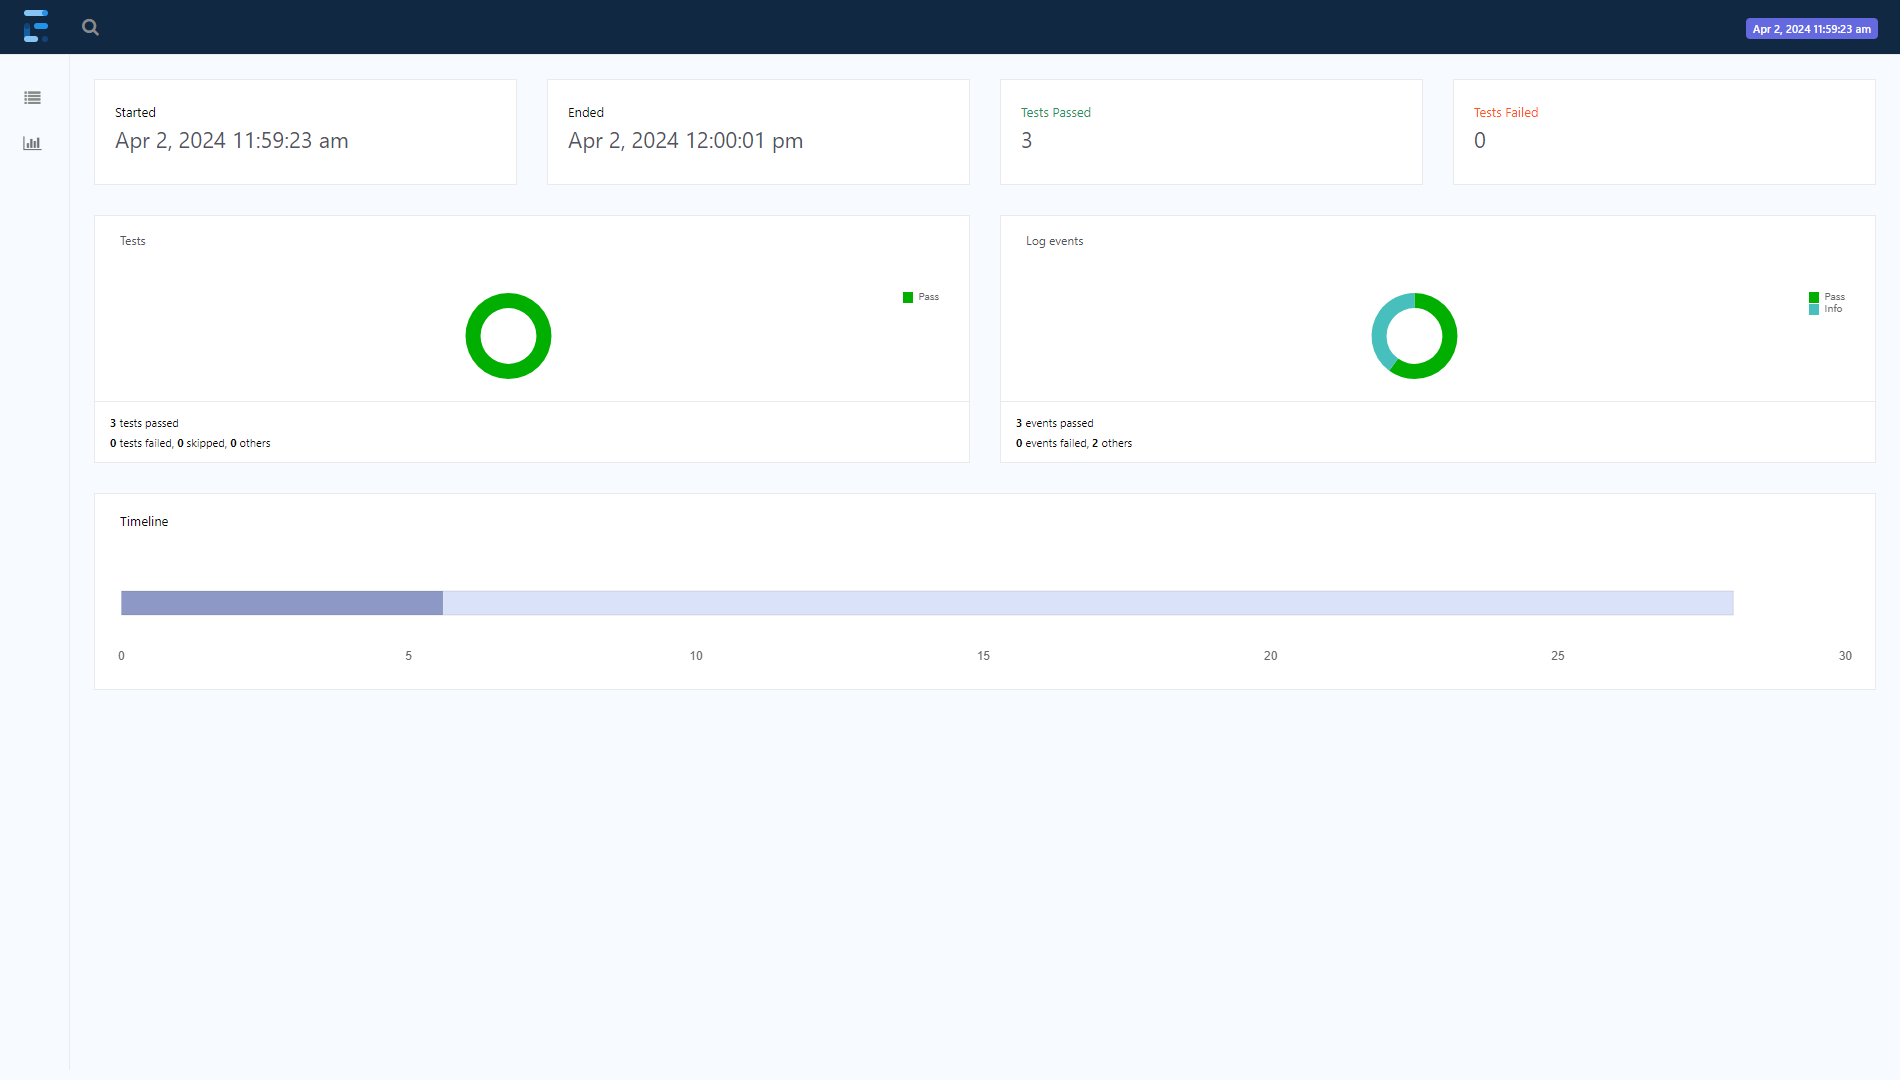 Apr 2, 2024 11:59:23 am
Started
Apr 2, 2024 11:59:23 am
Ended
Apr 2, 2024 12:00:01 pm
Tests Passed
3
Tests Failed
0
Tests
Pass
3 tests passed
0 tests failed, 0 skipped, 0 others
Log events
Pass
Info
3 events passed
0 events failed, 2 others
Timeline
0 5 10 15 20 25 30